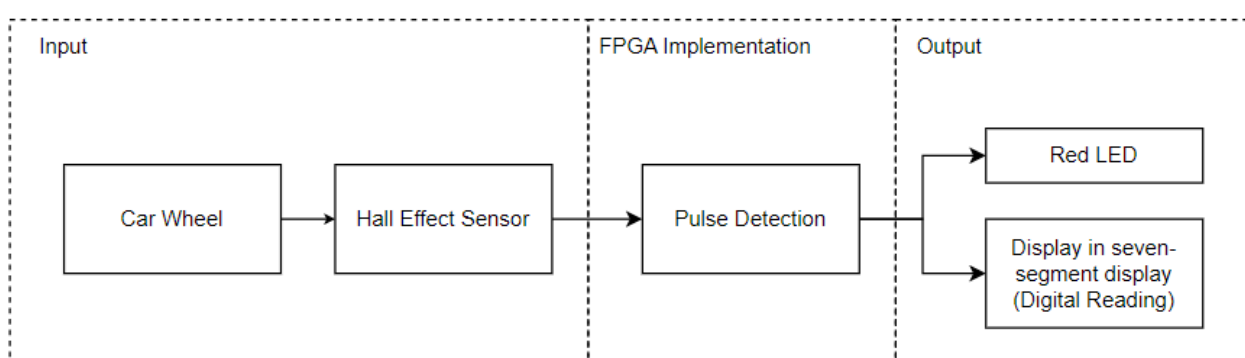 Input
FPGA Implementation
Output
Car Wheel
Hall Effect Sensor
Pulse Detection
Red LED
Display in seven-
segment display
(Digital Reading)